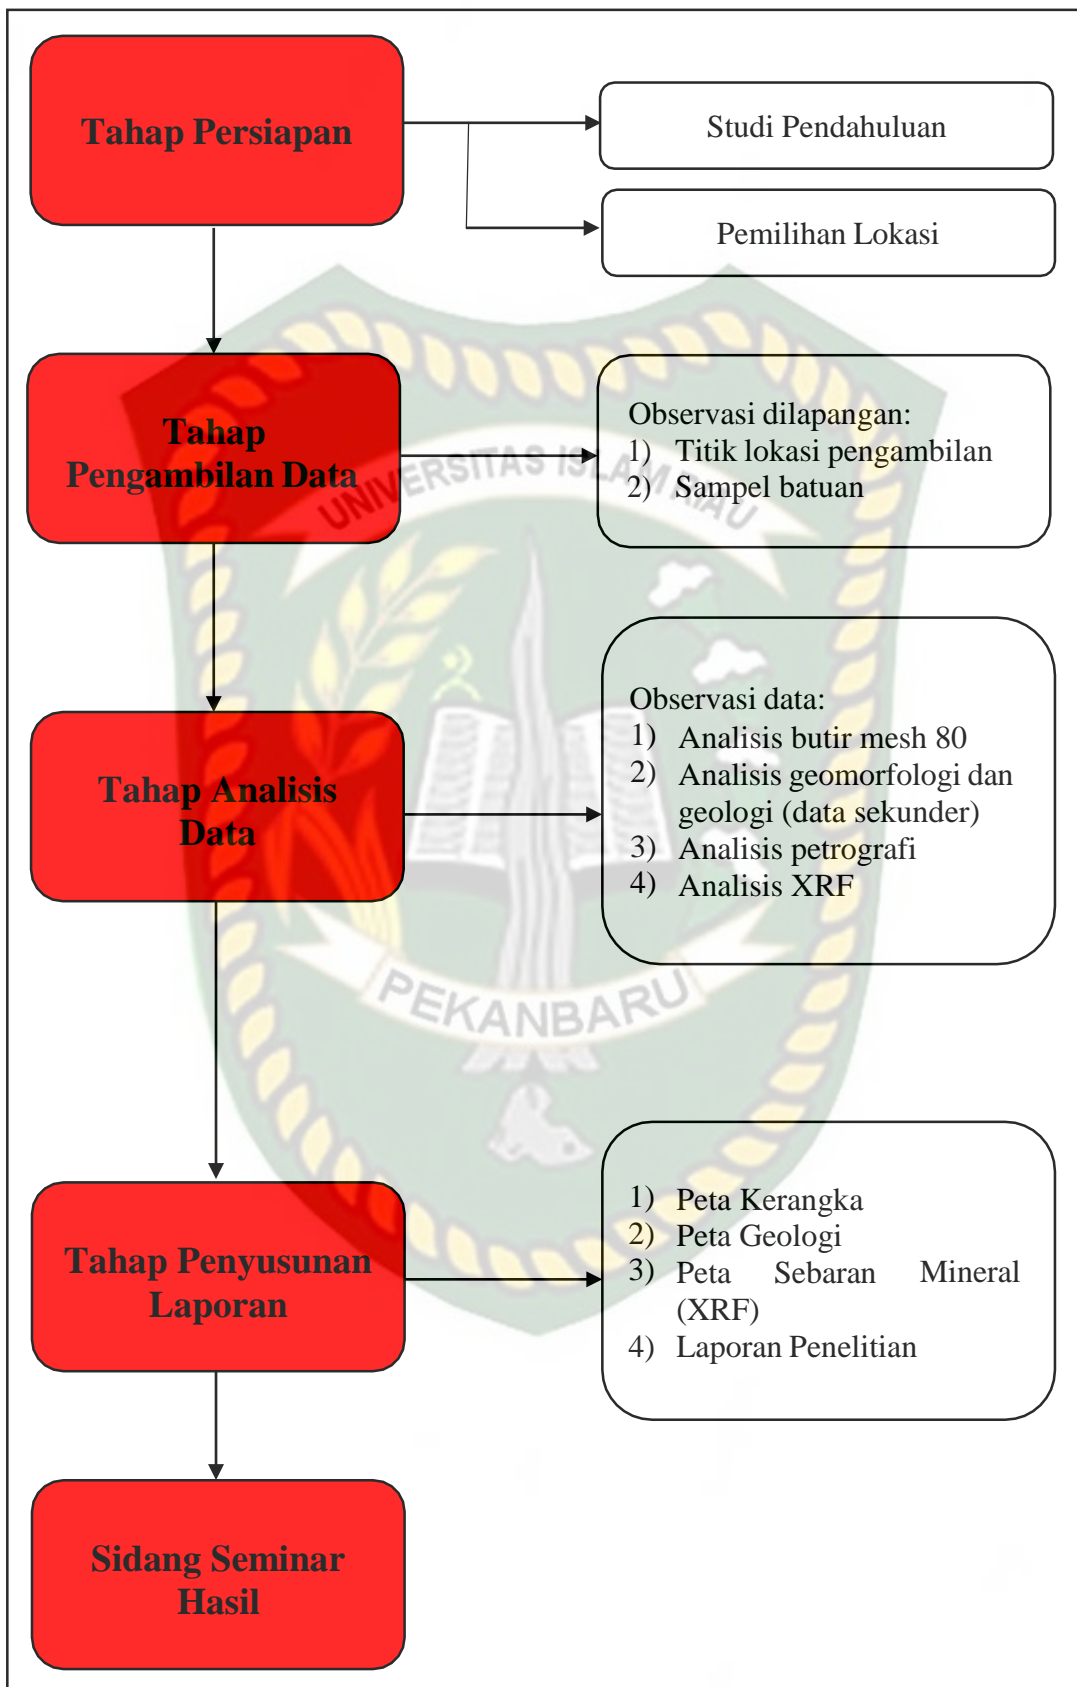 Tahap Persiapan
Studi Pendahuluan
Pemilihan Lokasi
Tahap
Pengambilan Data
Observasi dilapangan:
1) Titik lokasi pengambilan
2) Sampel batuan
UNIVERSITAS ISLAM RIAU
Tahap Analisis
Data
Observasi data:
1) Analisis butir mesh 80
2) Analisis geomorfologi dan
geologi (data sekunder)
3) Analisis petrografi
4) Analisis XRF
PEKANBARU
Tahap Penyusunan
Laporan
1) Peta Kerangka
2) Peta Geologi
3) Peta Sebaran Mineral
(XRF)
4) Laporan Penelitian
Sidang Seminar
Hasil